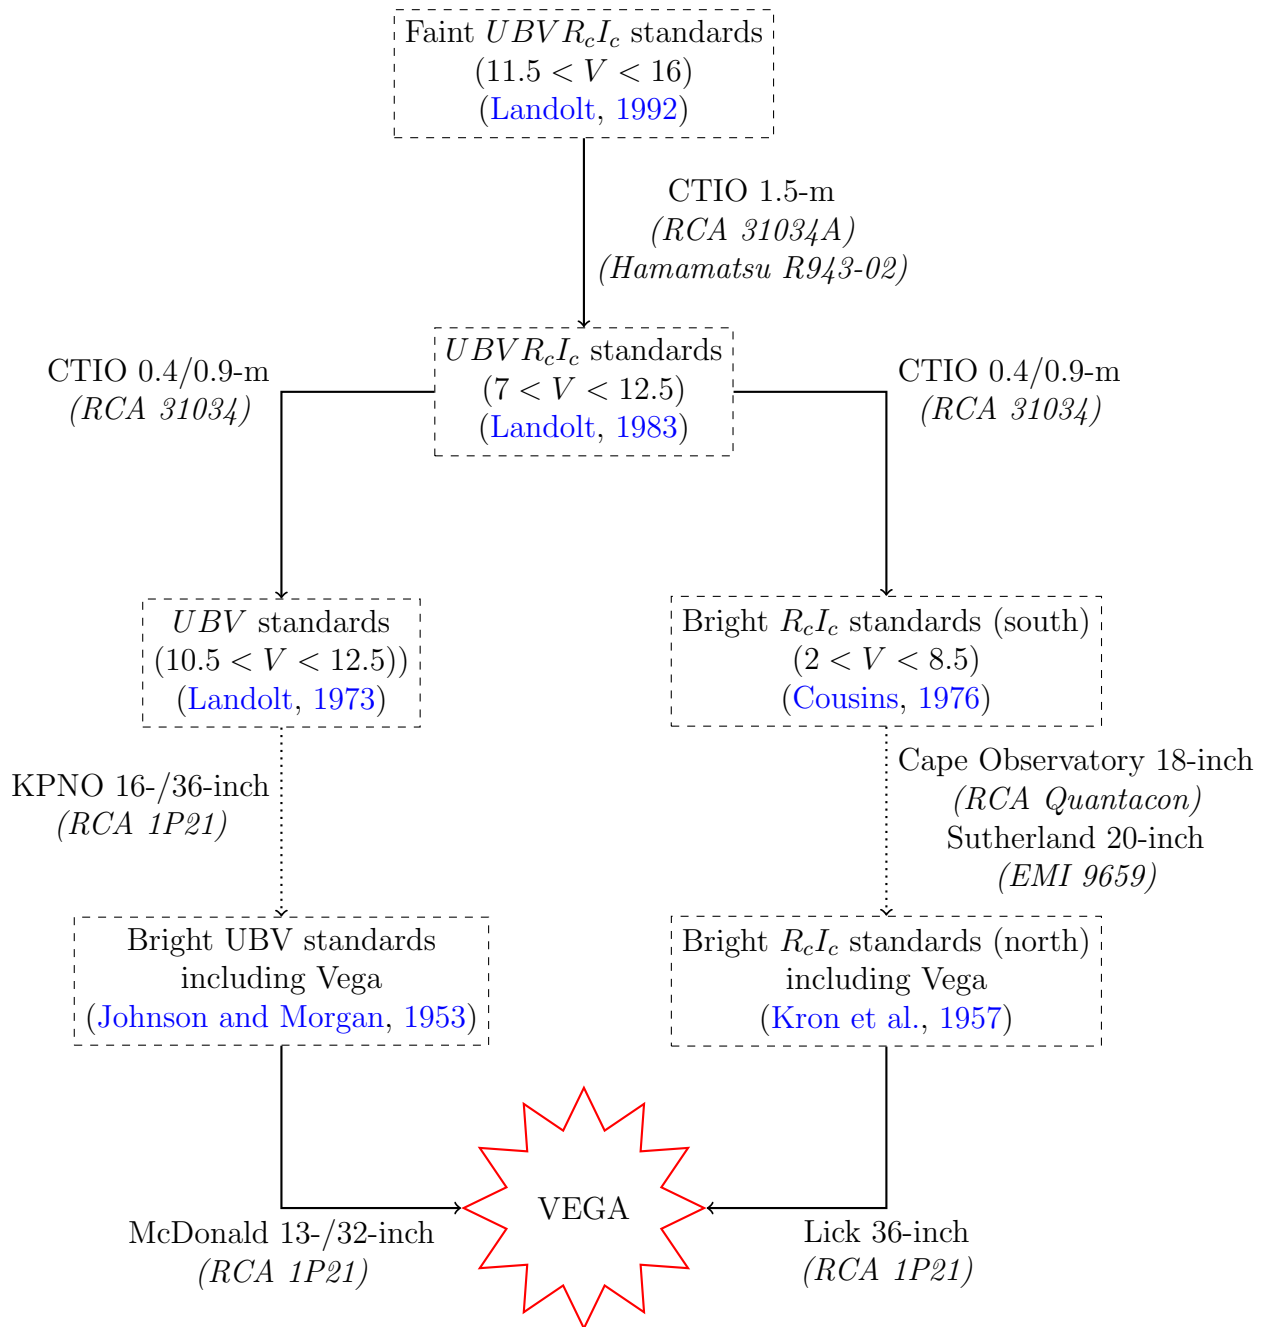 Faint UBVR_cI_c standards
(11.5 < V < 16)
(Landolt, 1992)
CTIO 1.5-m
(RCA 31034A)
(Hamamatsu R943-02)
UBVR_cI_c standards
(7 < V < 12.5)
(Landolt, 1983)
CTIO 0.4/0.9-m
(RCA 31034)
CTIO 0.4/0.9-m
(RCA 31034)
UBV standards
(10.5 < V < 12.5))
(Landolt, 1973)
Bright R_cI_c standards (south)
(2 < V < 8.5)
(Cousins, 1976)
KPNO 16-/36-inch
(RCA 1P21)
Cape Observatory 18-inch
(RCA Quantacon)
Sutherland 20-inch
(EMI 9659)
Bright UBV standards
including Vega
(Johnson and Morgan, 1953)
Bright R_cI_c standards (north)
including Vega
(Kron et al., 1957)
VEGA
McDonald 13-/32-inch
(RCA 1P21)
Lick 36-inch
(RCA 1P21)